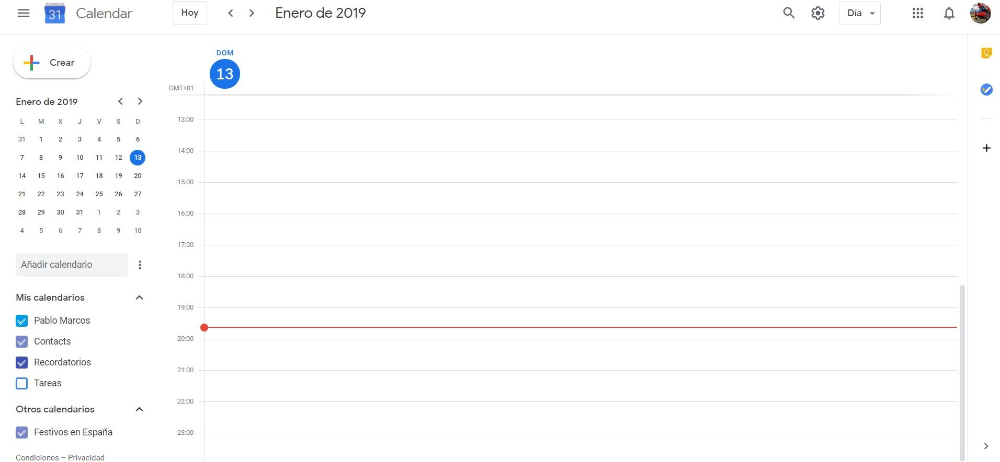 31 Calendar Hoy Enero de 2019 Día
Crear
Enero de 2019
L M X J V S D
31 1 2 3 4 5 6
7 8 9 10 11 12 13
14 15 16 17 18 19 20
21 22 23 24 25 26 27
28 29 30 31 1 2 3
4 5 6 7 8 9 10
Añadir calendario
Mis calendarios
Pablo Marcos
Contacts
Recordatorios
Tareas
Otros calendarios
Festivos en España
Condiciones – Privacidad
DOM
13
GMT+01
13:00
14:00
15:00
16:00
17:00
18:00
19:00
20:00
21:00
22:00
23:00